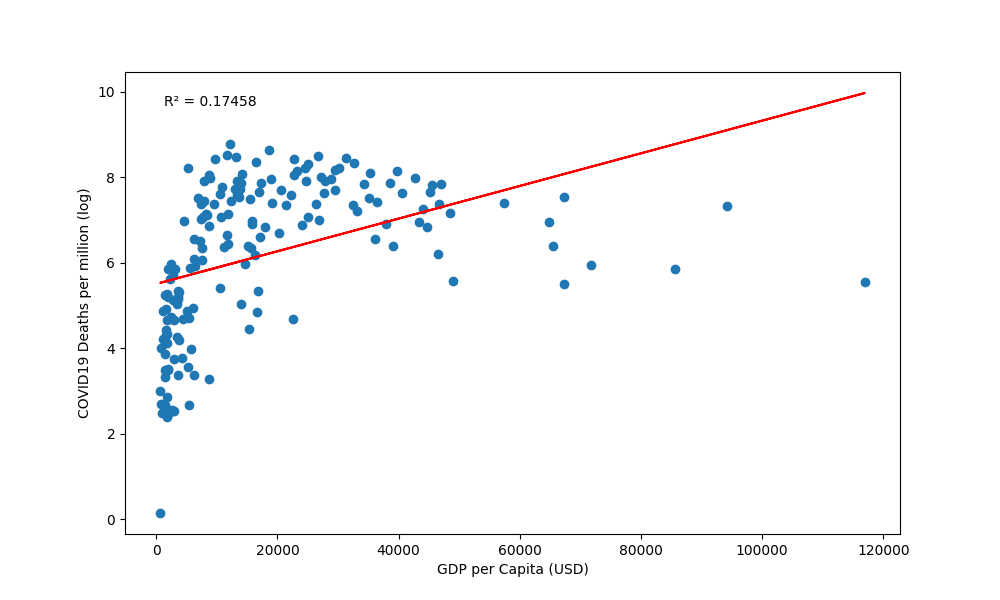 R² = 0.17458
COVID19 Deaths per million (log)
10
8
6
4
2
0
0 20000 40000 60000 80000 100000 120000
GDP per Capita (USD)